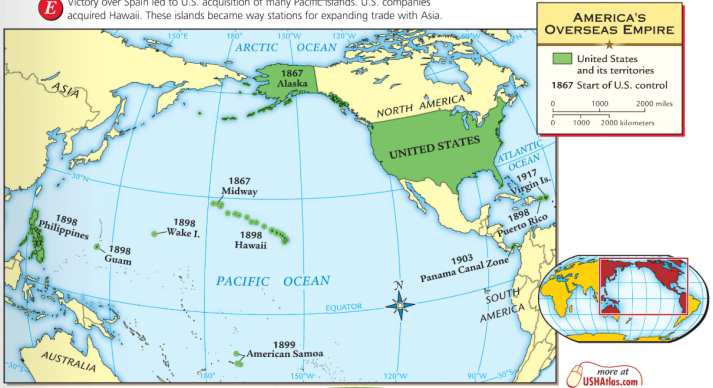 E
Victory over Spain led to U.S. acquisition of many Pacific islands. U.S. companies
acquired Hawaii. These islands became way stations for expanding trade with Asia.
AMERICA'S
OVERSEAS EMPIRE
United States
and its territories
1867 Start of U.S. control
0 1000 2000 miles
0 1000 2000 kilometers
150°E 180° 150°W 120°W 90°W 60°W
ARCTIC OCEAN
1867
Alaska
ASIA
NORTH AMERICA
UNITED STATES
ATLANTIC
OCEAN
30°N
1917
Virgin Is.
1867
Midway
1898
Philippines
1898
Wake I.
1898
Hawaii
1898
Puerto Rico
1898
Guam
1903
Panama Canal Zone
PACIFIC OCEAN
N
SOUTH
AMERICA
EQUATOR
1899
American Samoa
AUSTRALIA
30°S
180° 150°W 120°W 90°W 30°S
more at
USHAtlas.com